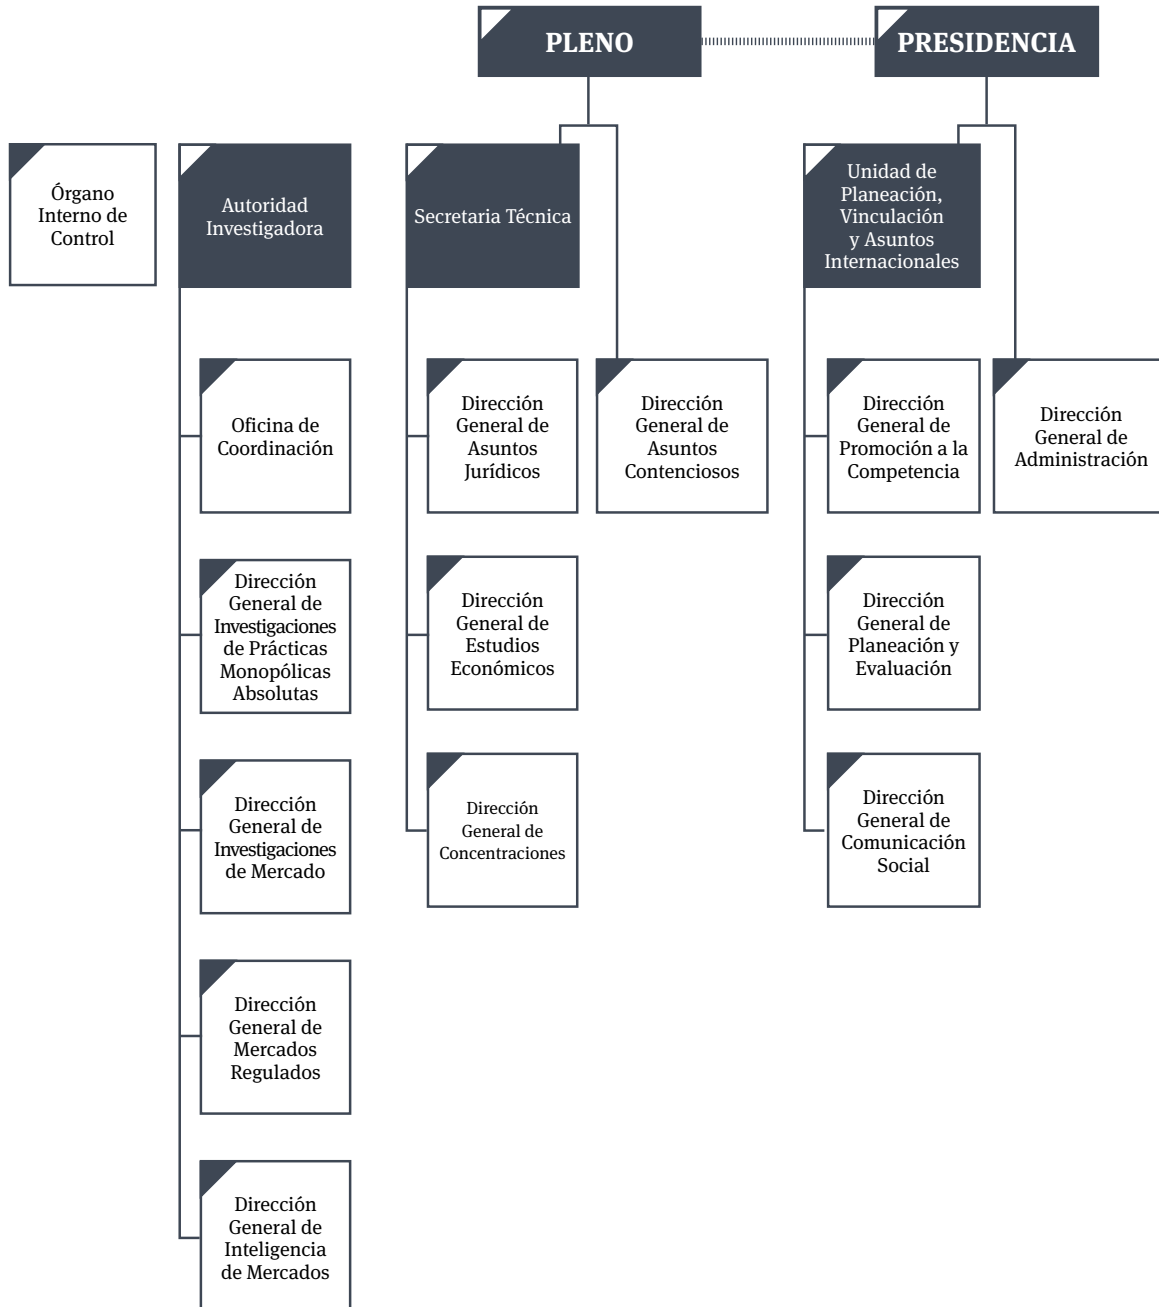 PLENO
PRESIDENCIA
Órgano
Interno de
Control
Autoridad
Investigadora
Secretaria Técnica
Unidad de
Planeación,
Vinculación
y Asuntos
Internacionales
Oficina de
Coordinación
Dirección
General de
Asuntos
Jurídicos
Dirección
General de
Asuntos
Contenciosos
Dirección
General de
Promoción a la
Competencia
Dirección
General de
Administración
Dirección
General de
Investigaciones
de Prácticas
Monopólicas
Absolutas
Dirección
General de
Estudios
Económicos
Dirección
General de
Planeación y
Evaluación
Dirección
General de
Investigaciones
de Mercado
Dirección
General de
Concentraciones
Dirección
General de
Comunicación
Social
Dirección
General de
Mercados
Regulados
Dirección
General de
Inteligencia
de Mercados